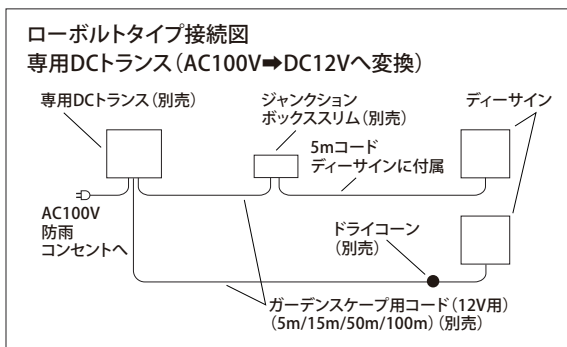 ローボルトタイプ接続図
専用DCトランス（AC100V➡DC12Vへ変換）
専用DCトランス（別売）
ジャンクション
ボックススリム（別売）
ディーサイン
5mコード
ディーサインに付属
AC100V
防雨
コンセントへ
ドライコーン
（別売）
ガーデンスケープ用コード（12V用）
（5m/15m/50m/100m）（別売）